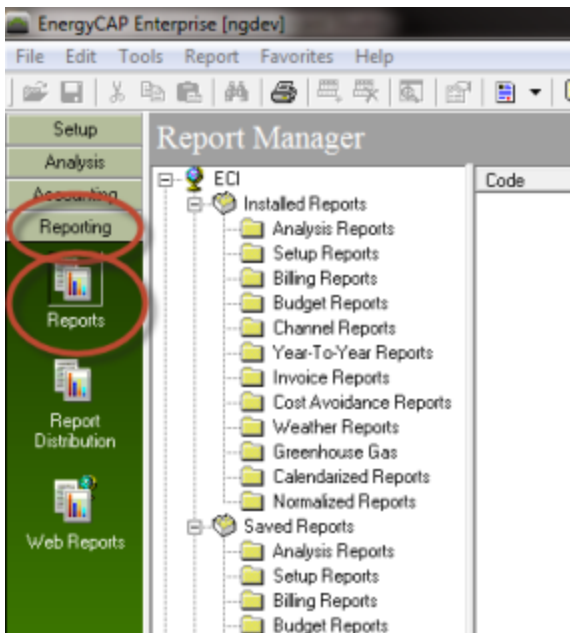 EnergyCAP Enterprise [ngdev]
File Edit Tools Report Favorites Help
Setup
Analysis
Accounting
Reporting
Reports
Report
Distribution
Web Reports
Report Manager
Code
ECI
Installed Reports
Analysis Reports
Setup Reports
Billing Reports
Budget Reports
Channel Reports
Year-To-Year Reports
Invoice Reports
Cost Avoidance Reports
Weather Reports
Greenhouse Gas
Calendarized Reports
Normalized Reports
Saved Reports
Analysis Reports
Setup Reports
Billing Reports
Budget Reports